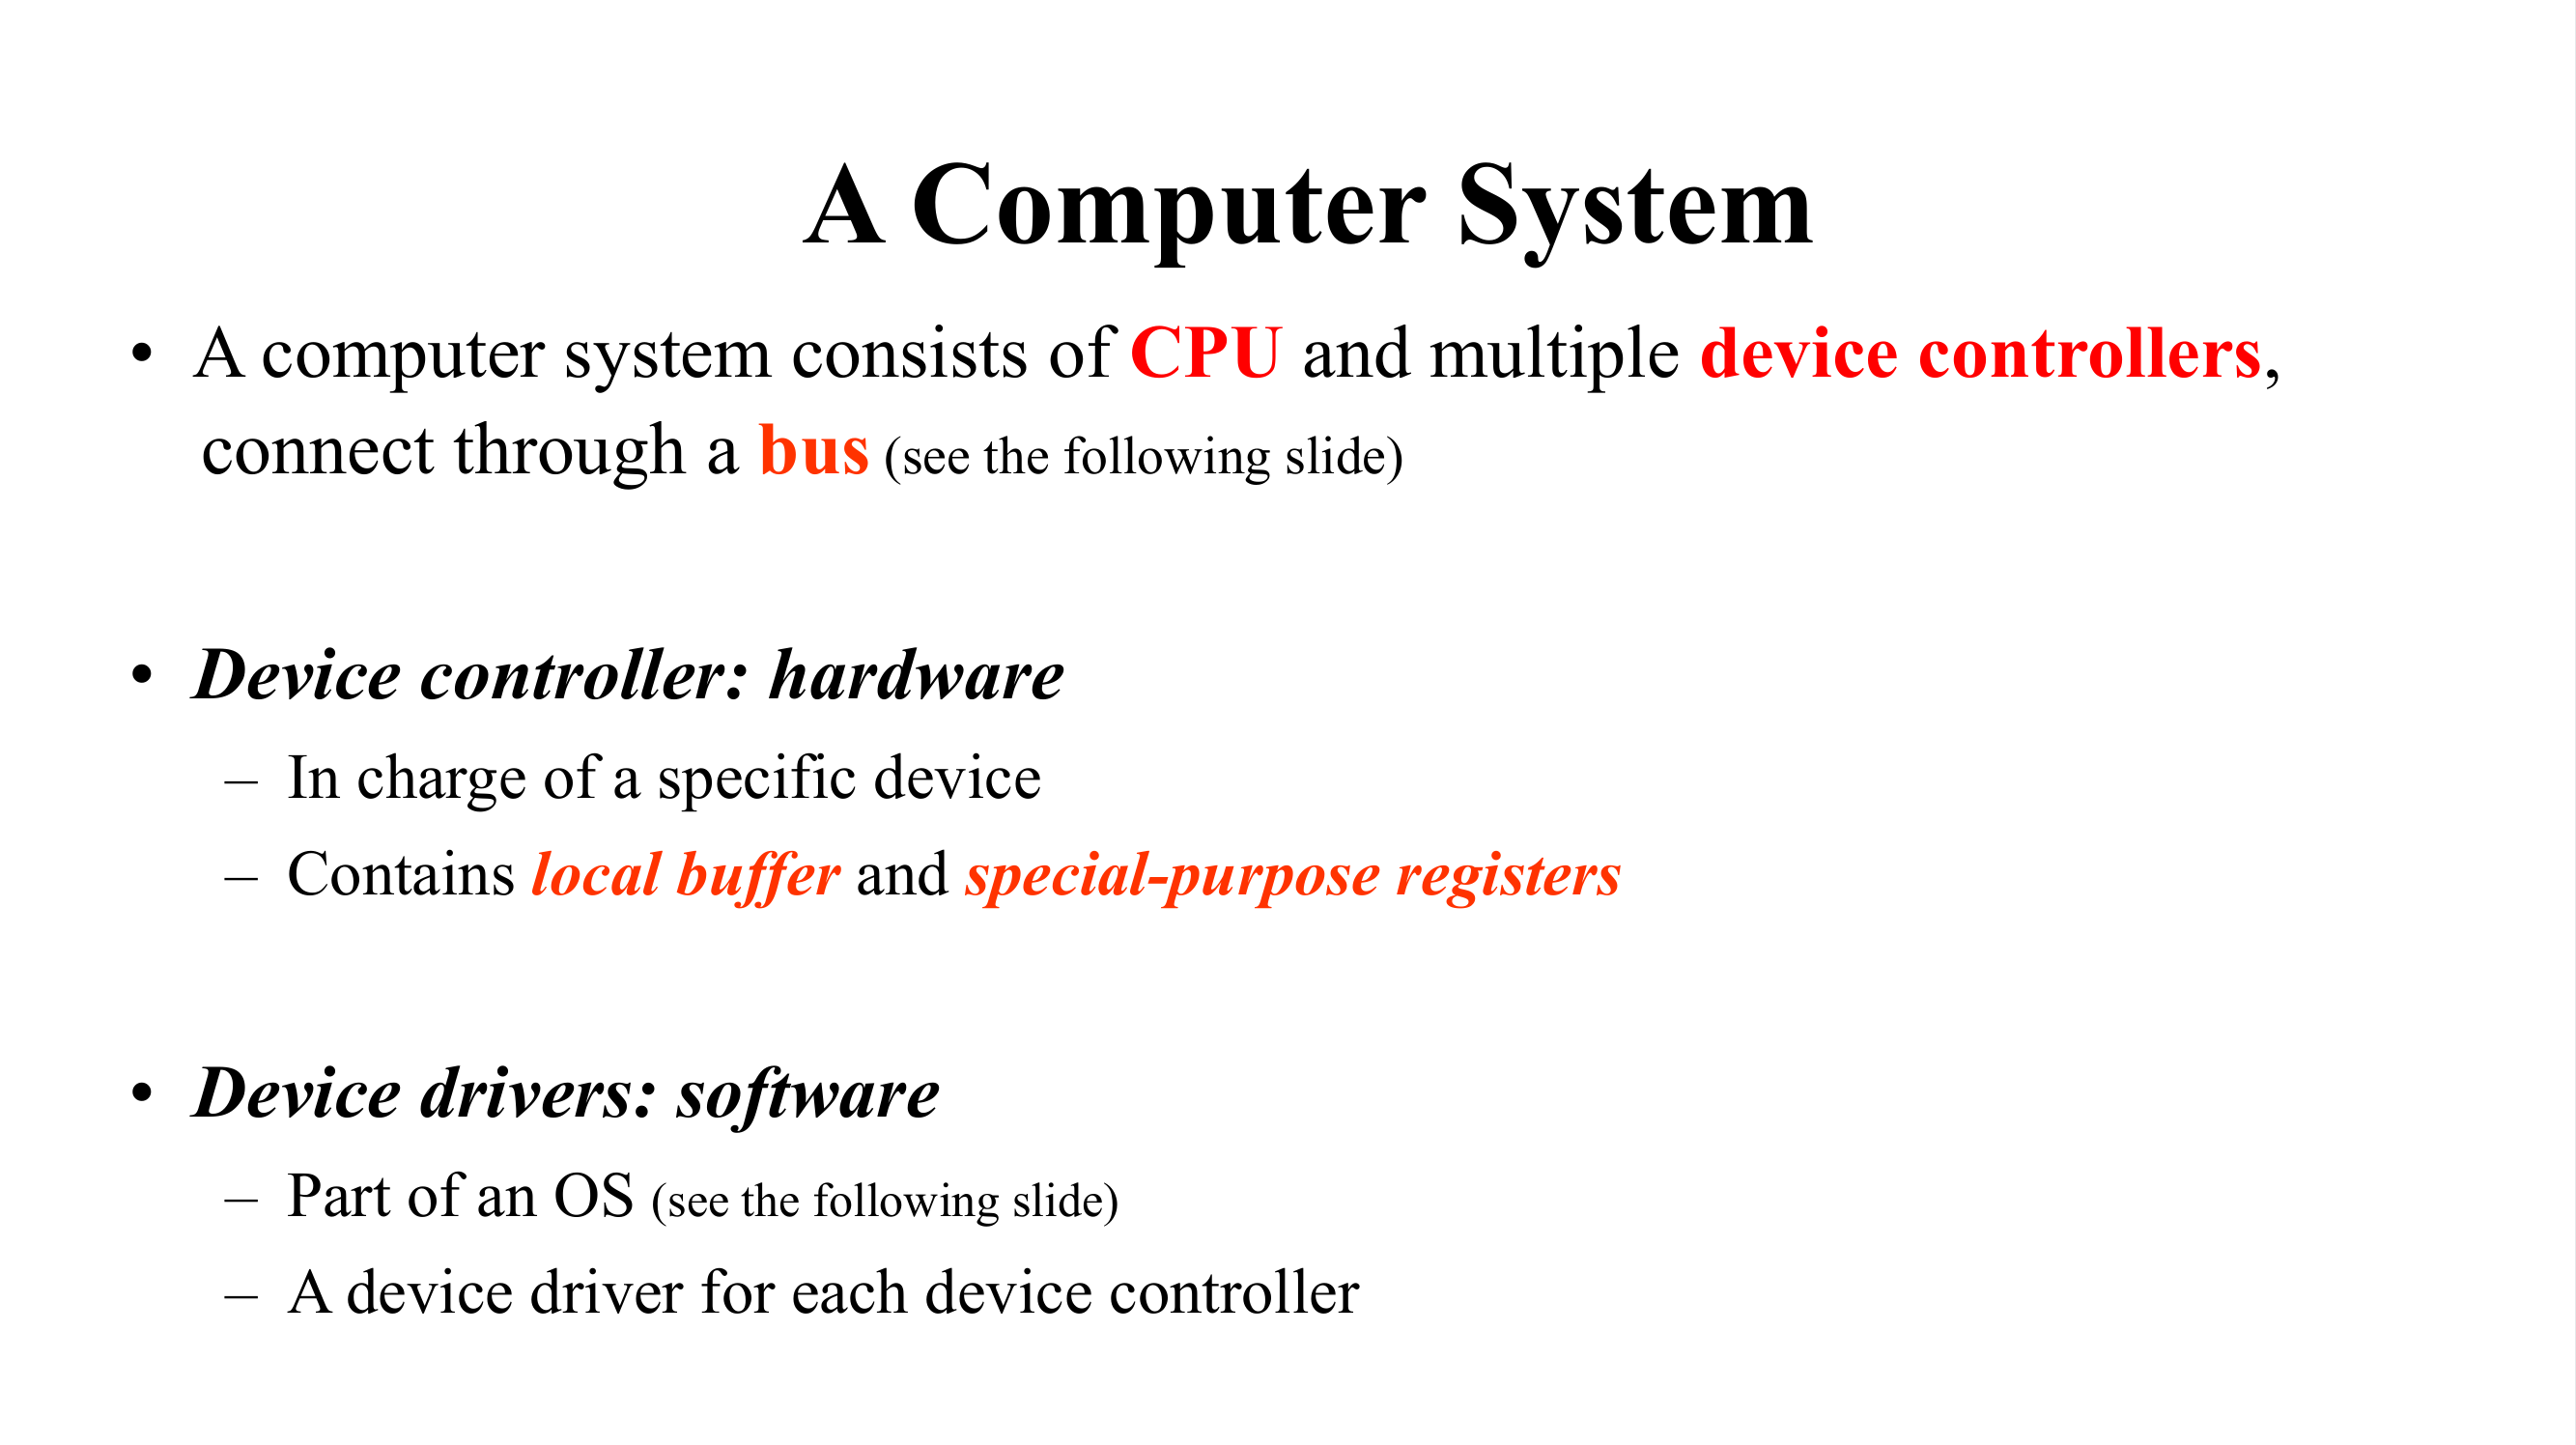 A Computer System
• A computer system consists of CPU and multiple device controllers,
connect through a bus (see the following slide)
• Device controller: hardware
– In charge of a specific device
– Contains local buffer and special-purpose registers
• Device drivers: software
– Part of an OS (see the following slide)
– A device driver for each device controller